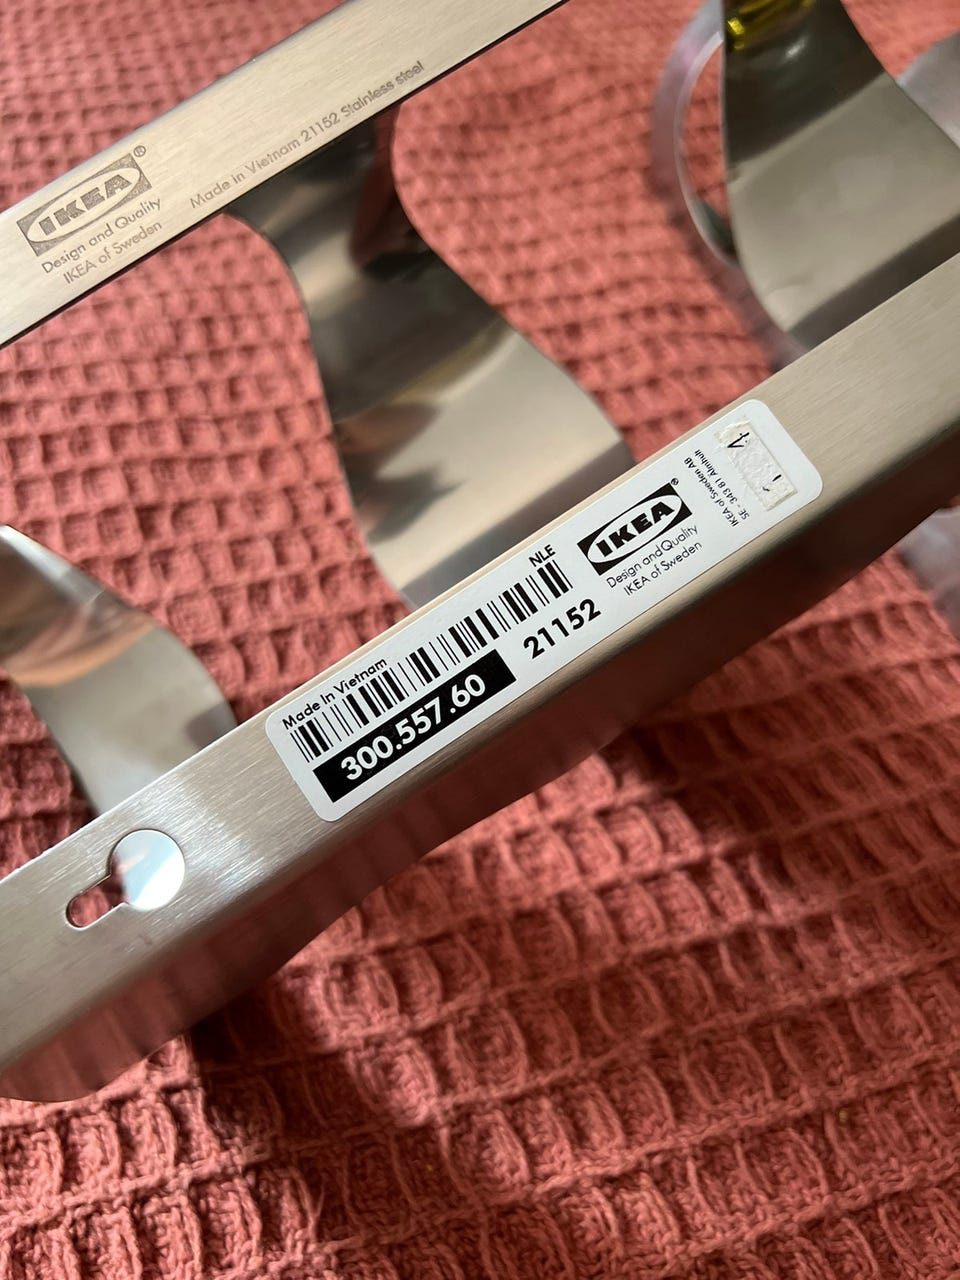 IKEA®
Design and Quality
IKEA of Sweden
Made in Vietnam 21152 Stainless steel
Made in Vietnam
NLE
300.557.60
21152
IKEA®
Design and Quality
IKEA of Sweden
IKEA of Sweden AB
SE - 343 81 Älmhult